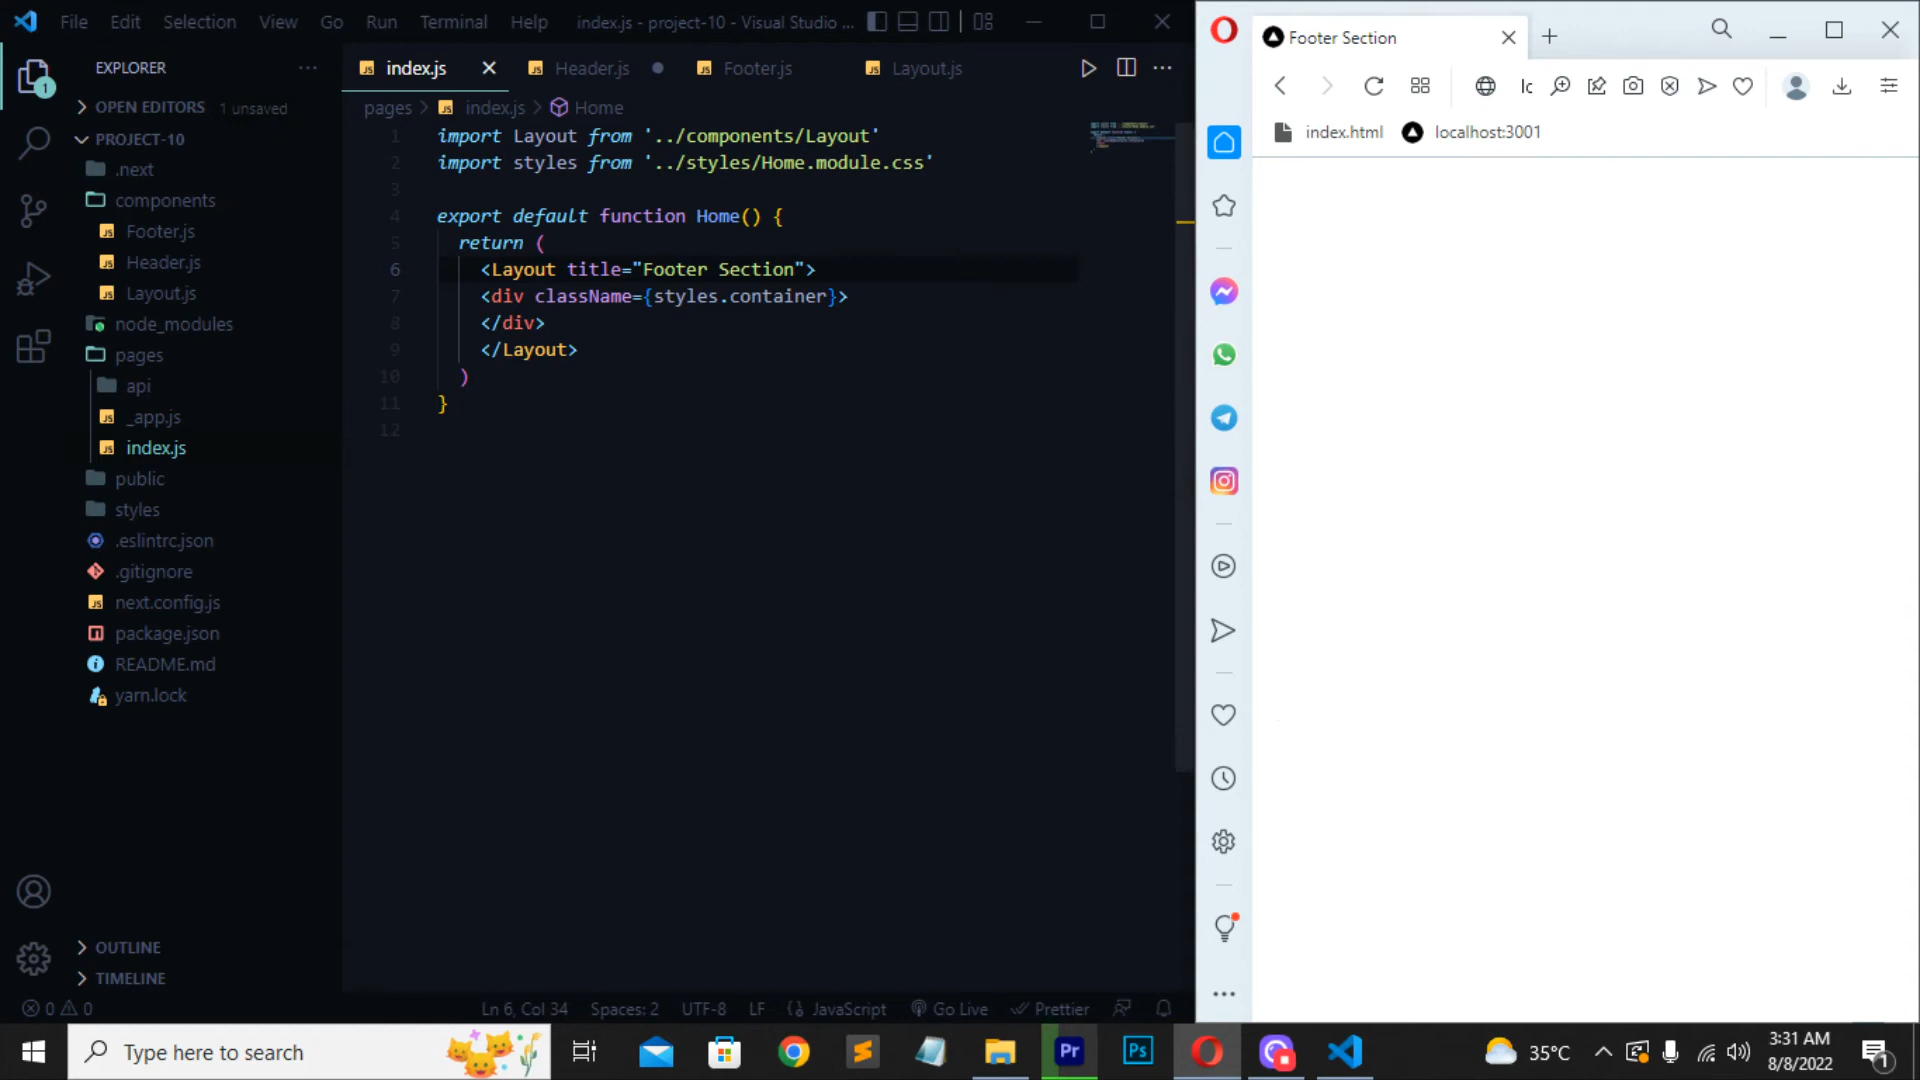 File Edit Selection View Go Run Terminal Help index.js - project-10 - Visual Studio ...
EXPLORER
OPEN EDITORS 1 unsaved
PROJECT-10
.next
components
Footer.js
Header.js
Layout.js
node_modules
pages
api
_app.js
index.js
public
styles
.eslintrc.json
.gitignore
next.config.js
package.json
README.md
yarn.lock
OUTLINE
TIMELINE
1
index.js Header.js Footer.js Layout.js
pages > index.js > Home
1 import Layout from '../components/Layout'
2 import styles from '../styles/Home.module.css'
3
4 export default function Home() {
5 return (
6 <Layout title="Footer Section">
7 <div className={styles.container}>
8 </div>
9 </Layout>
10 )
11 }
12
0 0 Ln 6, Col 34 Spaces: 2 UTF-8 LF JavaScript Go Live Prettier
Footer Section
lc
index.html localhost:3001
Type here to search
Pr
Ps
35°C
3:31 AM
8/8/2022
1